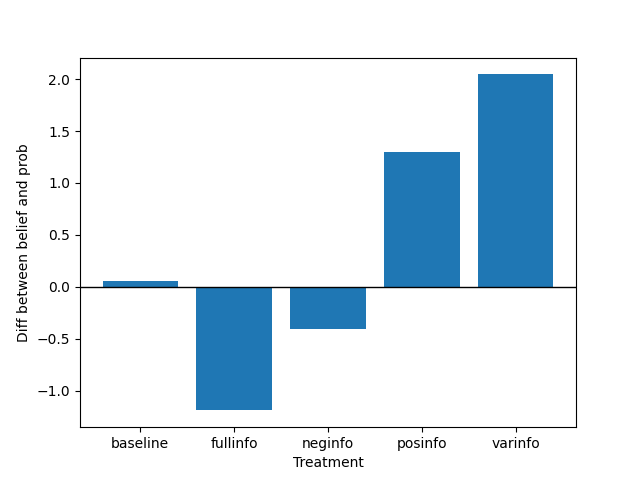 2.0
1.5
1.0
0.5
0.0
−0.5
−1.0
Diff between belief and prob
baseline fullinfo neginfo posinfo varinfo
Treatment